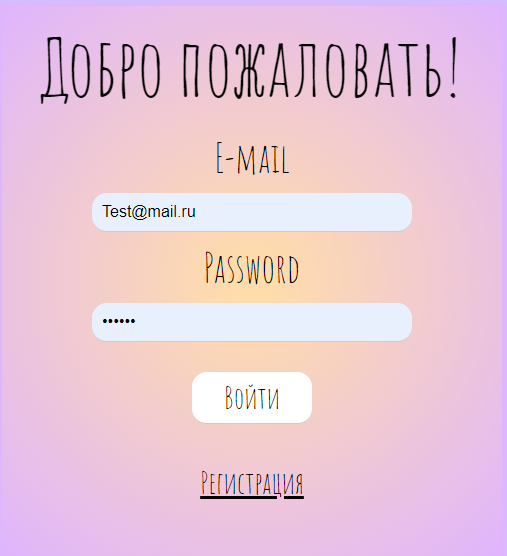 Добро пожаловать!
E-mail
Test@mail.ru
Password
••••••
Войти
Регистрация